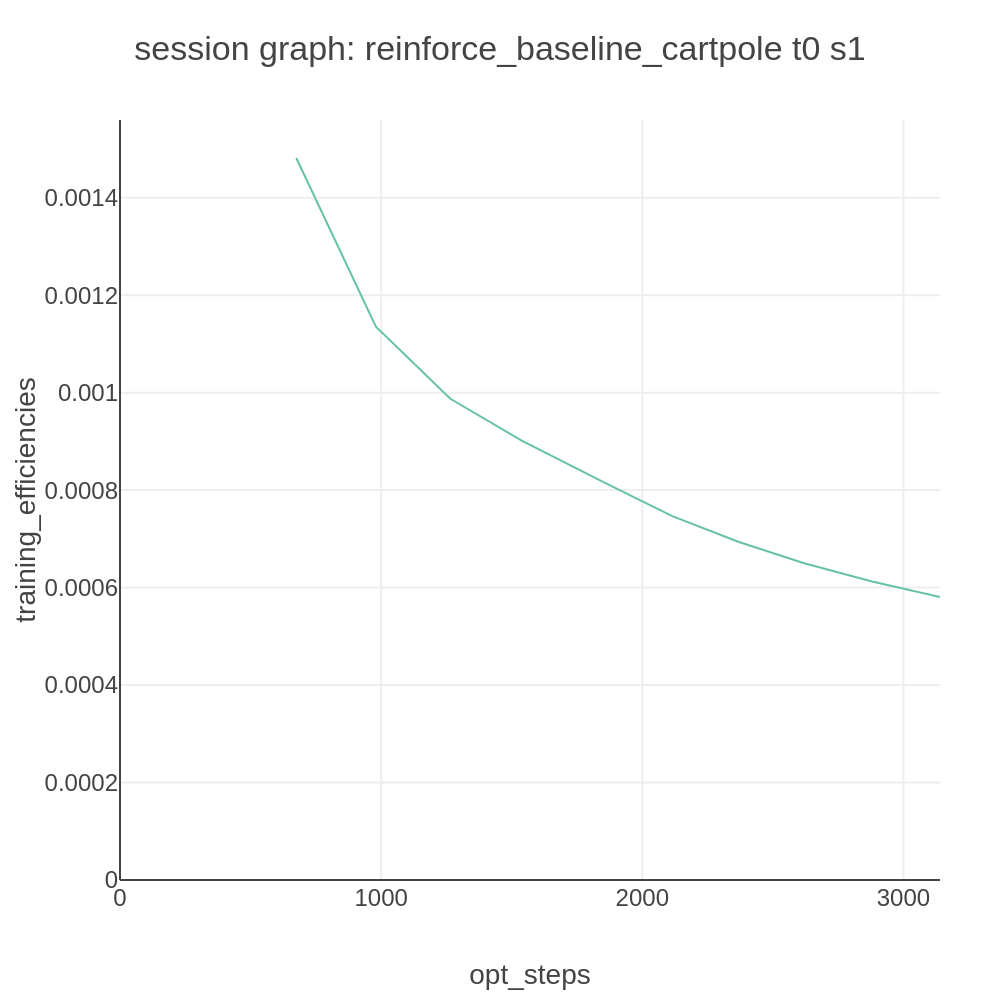 session graph: reinforce_baseline_cartpole t0 s1
training_efficiencies
0.0014
0.0012
0.001
0.0008
0.0006
0.0004
0.0002
0
0 1000 2000 3000
opt_steps